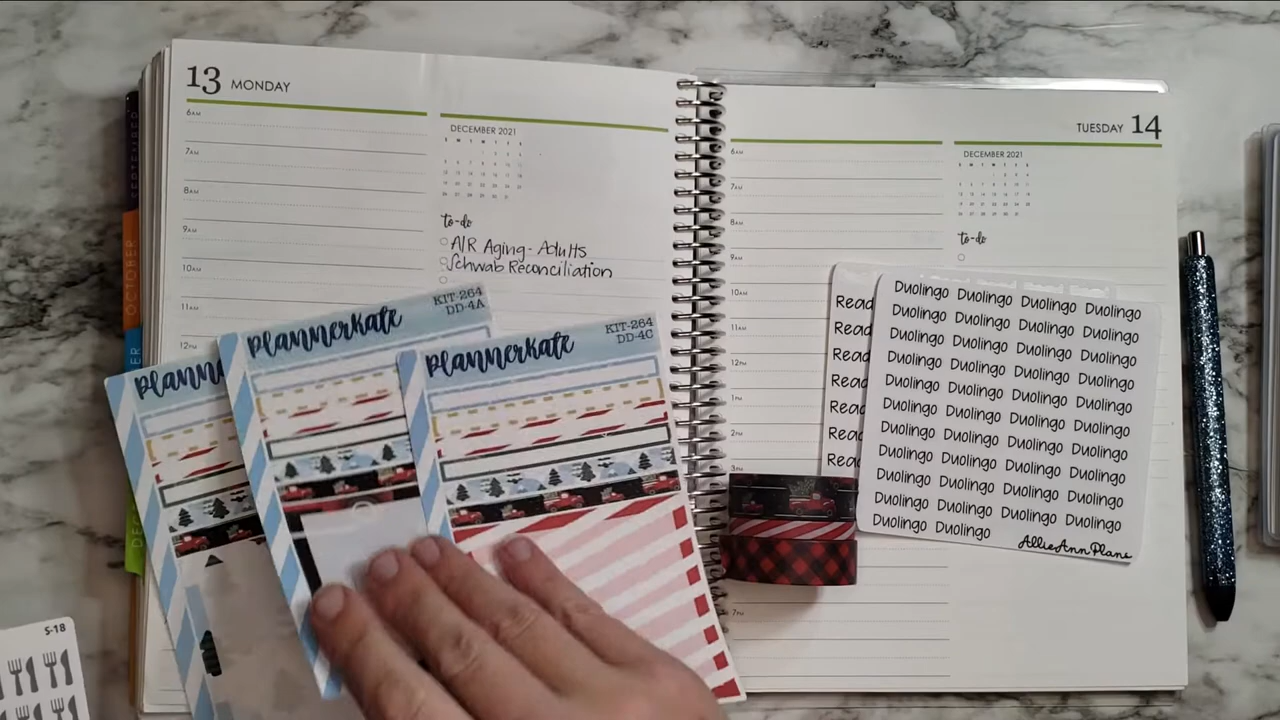 13 MONDAY
6AM
7AM
8AM
9AM
10AM
11AM
12
DECEMBER 2021
to-do
A/R Aging - Adults
Schwab Reconciliation
SEPTEMBER
OCTOBER
TUESDAY 14
6AM
7AM
8AM
9AM
10AM
11AM
12PM
1PM
2PM
3PM
7PM
DECEMBER 2021
to-do
PLANN
PLANNERKATE
KIT-264
DD-4A
PLANNERKATE
KIT-264
DD-4C
Read
Read
Read
Read
Read
Read
Read
Duolingo Duolingo Duolingo Duolingo
Duolingo Duolingo Duolingo Duolingo
Duolingo Duolingo Duolingo Duolingo
Duolingo Duolingo Duolingo Duolingo
Duolingo Duolingo Duolingo Duolingo
Duolingo Duolingo Duolingo Duolingo
Duolingo Duolingo Duolingo Duolingo
Duolingo Duolingo Duolingo Duolingo
Duolingo Duolingo Duolingo Duolingo
Duolingo Duolingo Duolingo Duolingo
Duolingo Duolingo
AllieAnnPlans
S-18